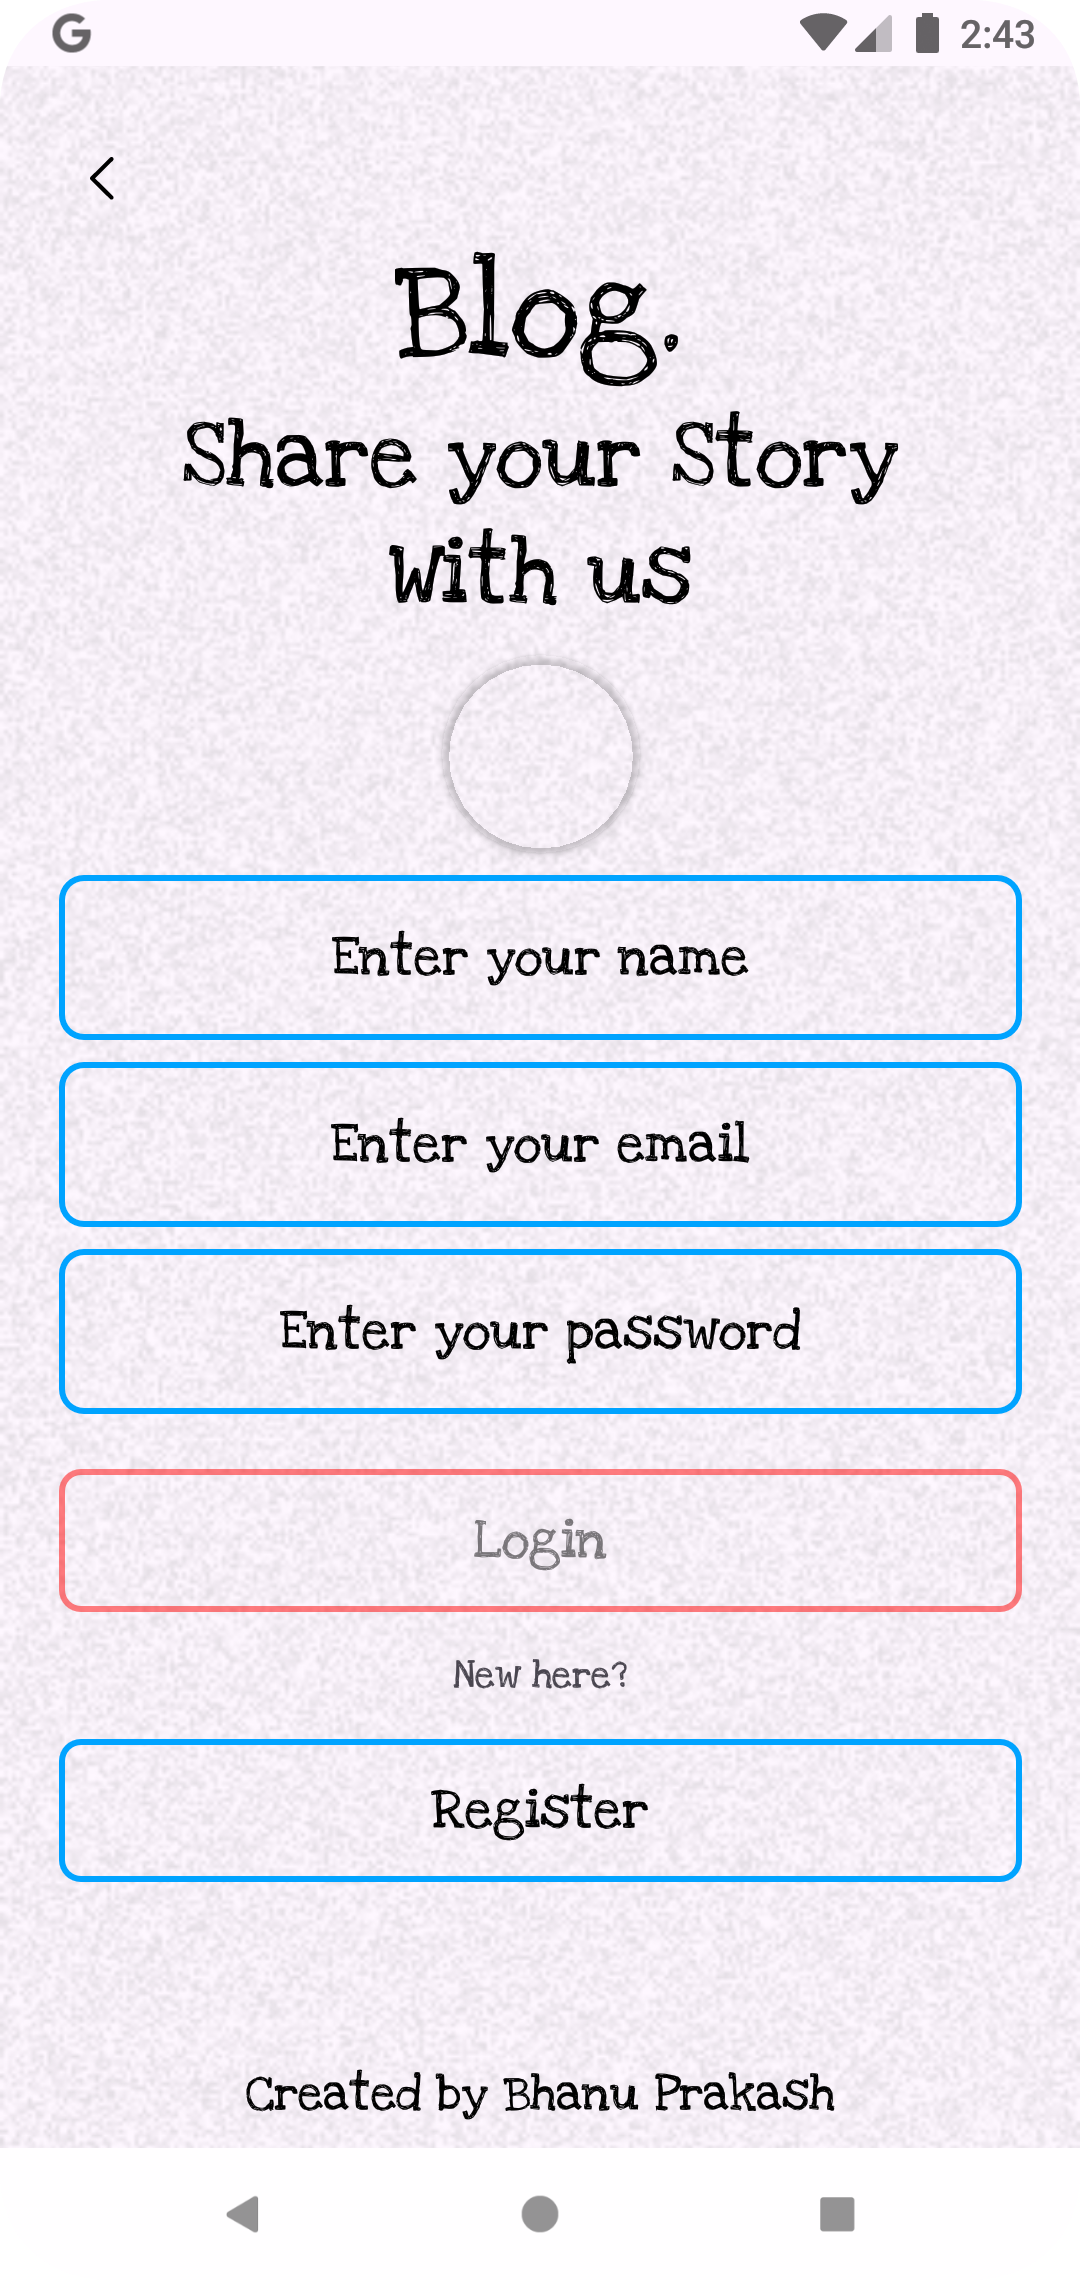 G 2:43
Blog.
Share your Story
With us
Enter your name
Enter your email
Enter your password
Login
New here?
Register
Created by Bhanu Prakash